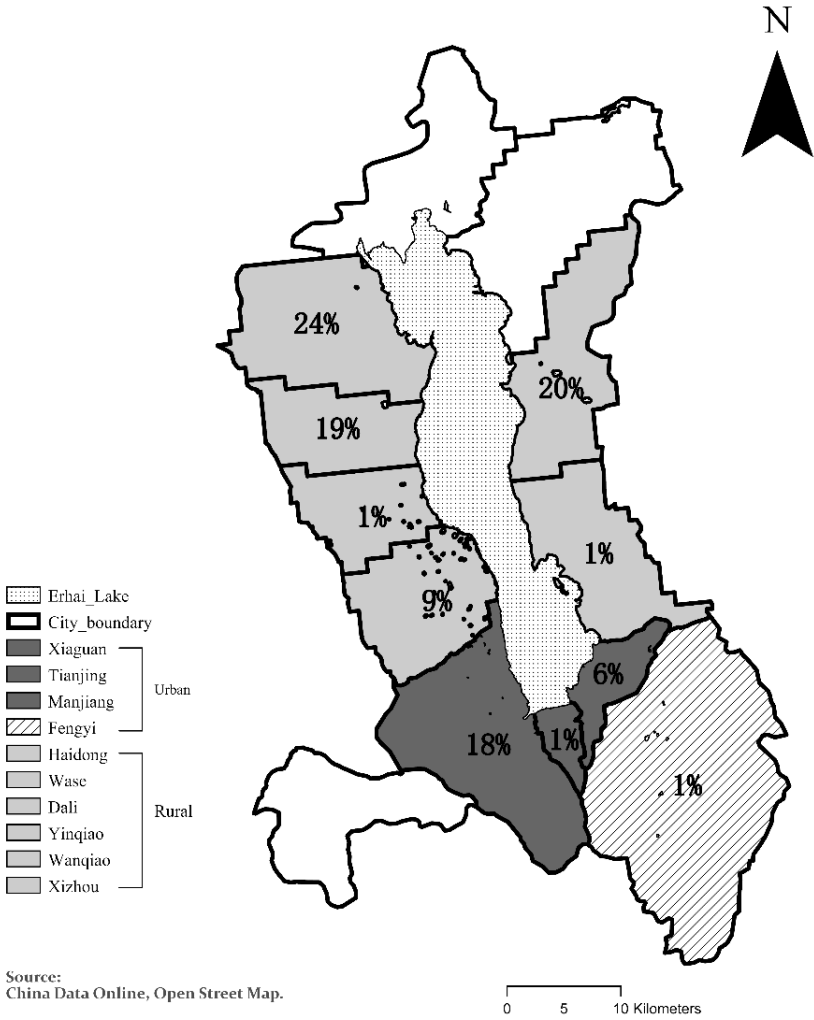 N
24%
20%
19%
1%
1%
9%
6%
18%
1%
1%
Erhai_Lake
City_boundary
Xiaguan
Tianjing
Manjiang
Fengyi
Urban
Haidong
Wase
Dali
Yinqiao
Wanqiao
Xizhou
Rural
Source:
China Data Online, Open Street Map.
0 5 10 Kilometers